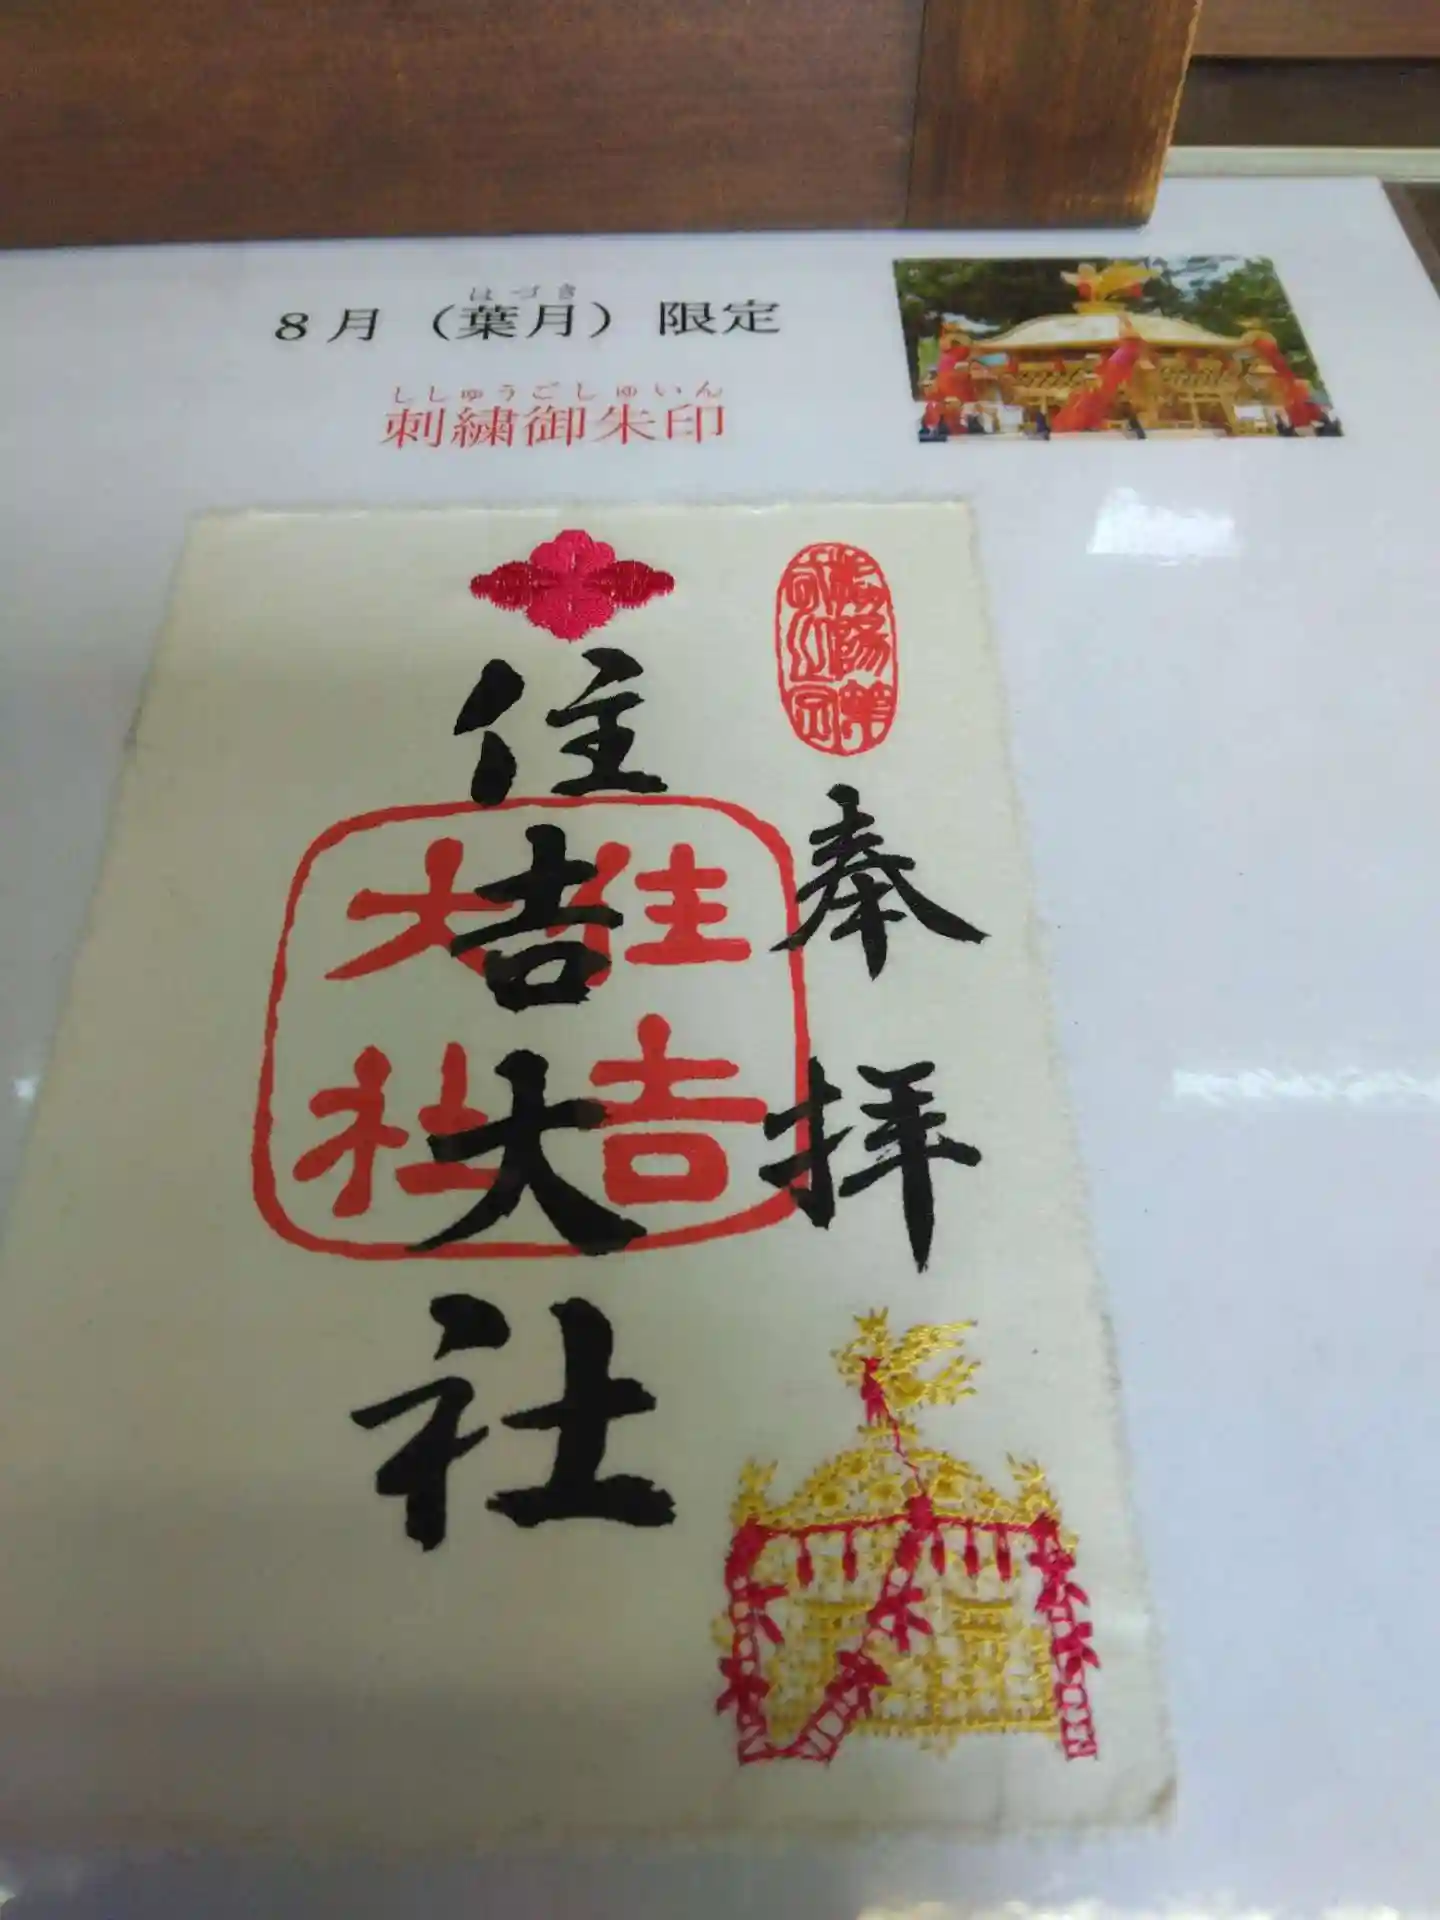 はづき
8月（葉月）限定
ししゅうごしゅいん
刺繍御朱印
奉拝
住吉大社
住吉
大社